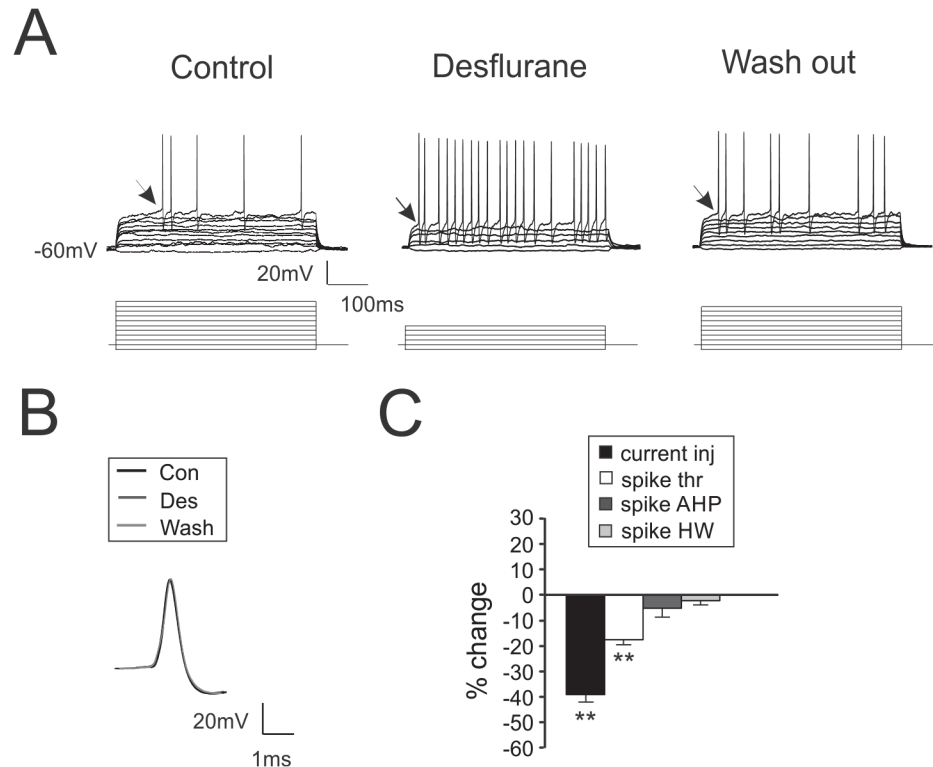 A
Control
Desflurane
Wash out
-60mV
20mV
100ms
B
Con
Des
Wash
20mV
1ms
C
current inj
spike thr
spike AHP
spike HW
% change
30
20
10
0
-10
-20
-30
-40
-50
-60
**
**